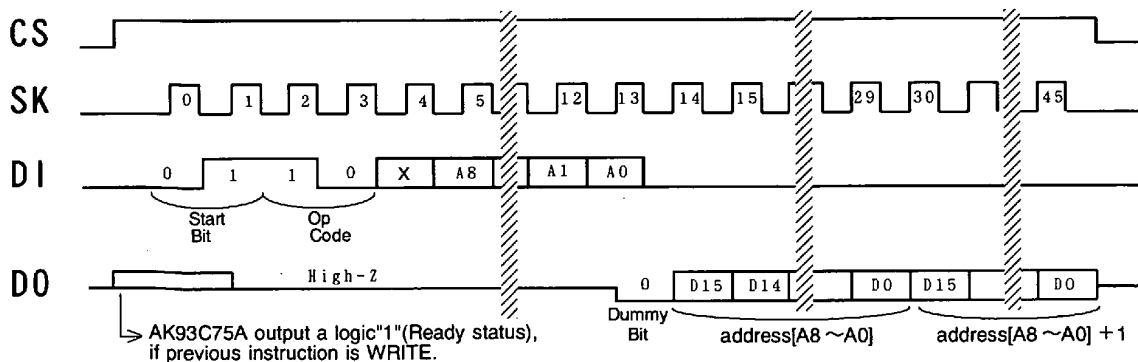 CS
SK 0 1 2 3 4 5 12 13 14 15 29 30 45
DI 0 1 1 0 X A8 A1 A0
Start Bit
Op Code
DO High-Z 0 D15 D14 D0 D15 D0
Dummy Bit
address[A8 ~A0]
address[A8 ~A0] +1
AK93C75A output a logic"1"(Ready status),
if previous instruction is WRITE.